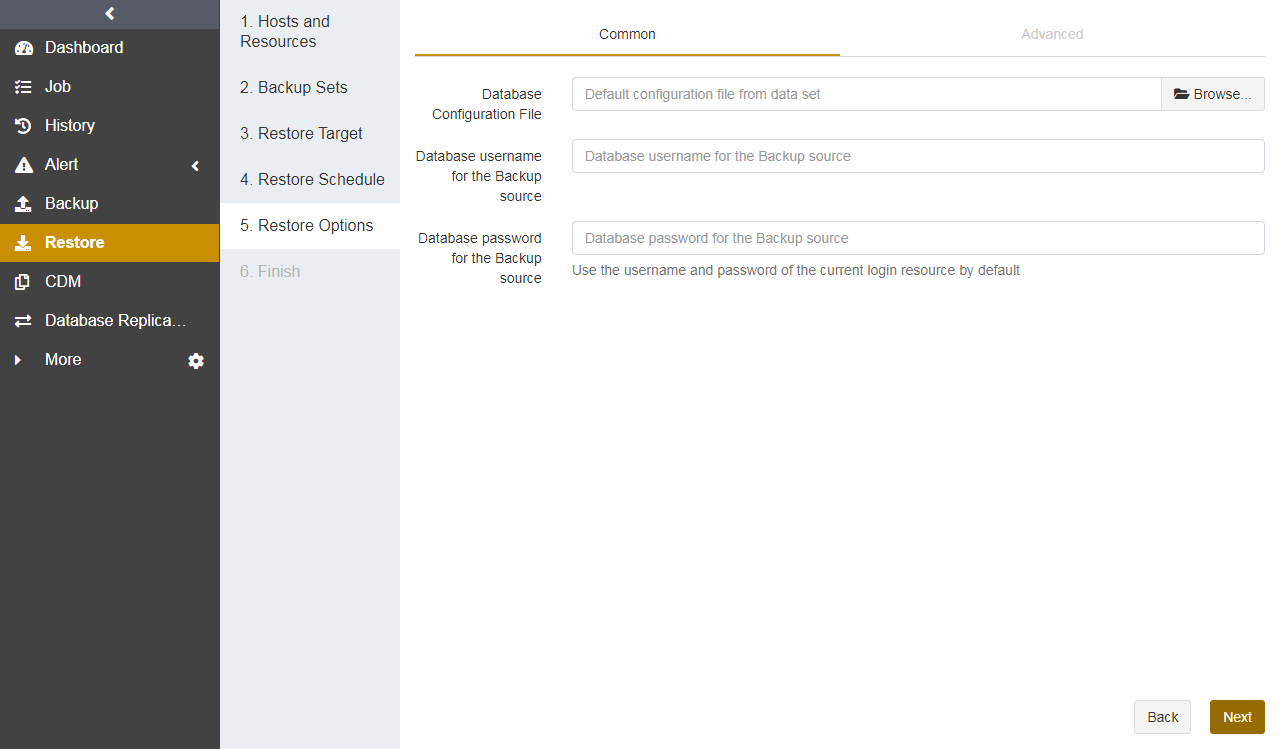 Dashboard
Job
History
Alert
Backup
Restore
CDM
Database Replica...
More
1. Hosts and
Resources
2. Backup Sets
3. Restore Target
4. Restore Schedule
5. Restore Options
6. Finish
Common
Advanced
Database
Configuration File
Default configuration file from data set
Browse...
Database username
for the Backup
source
Database username for the Backup source
Database password
for the Backup
source
Database password for the Backup source
Use the username and password of the current login resource by default
Back
Next